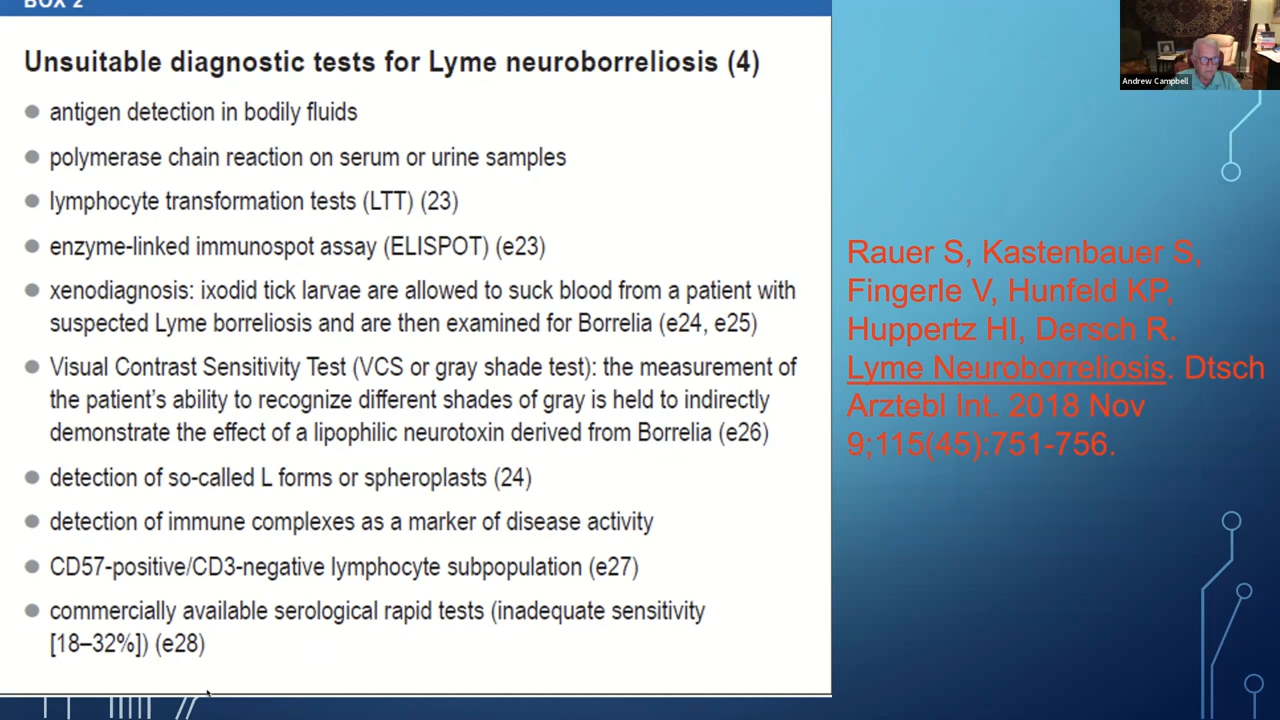 BOX 2
Unsuitable diagnostic tests for Lyme neuroborreliosis (4)
antigen detection in bodily fluids
polymerase chain reaction on serum or urine samples
lymphocyte transformation tests (LTT) (23)
enzyme-linked immunospot assay (ELISPOT) (e23)
xenodiagnosis: ixodid tick larvae are allowed to suck blood from a patient with
suspected Lyme borreliosis and are then examined for Borrelia (e24, e25)
Visual Contrast Sensitivity Test (VCS or gray shade test): the measurement of
the patient's ability to recognize different shades of gray is held to indirectly
demonstrate the effect of a lipophilic neurotoxin derived from Borrelia (e26)
detection of so-called L forms or spheroplasts (24)
detection of immune complexes as a marker of disease activity
CD57-positive/CD3-negative lymphocyte subpopulation (e27)
commercially available serological rapid tests (inadequate sensitivity
[18–32%]) (e28)
Andrew Campbell
Rauer S, Kastenbauer S,
Fingerle V, Hunfeld KP,
Huppertz HI, Dersch R.
Lyme Neuroborreliosis. Dtsch
Arztebl Int. 2018 Nov
9;115(45):751-756.